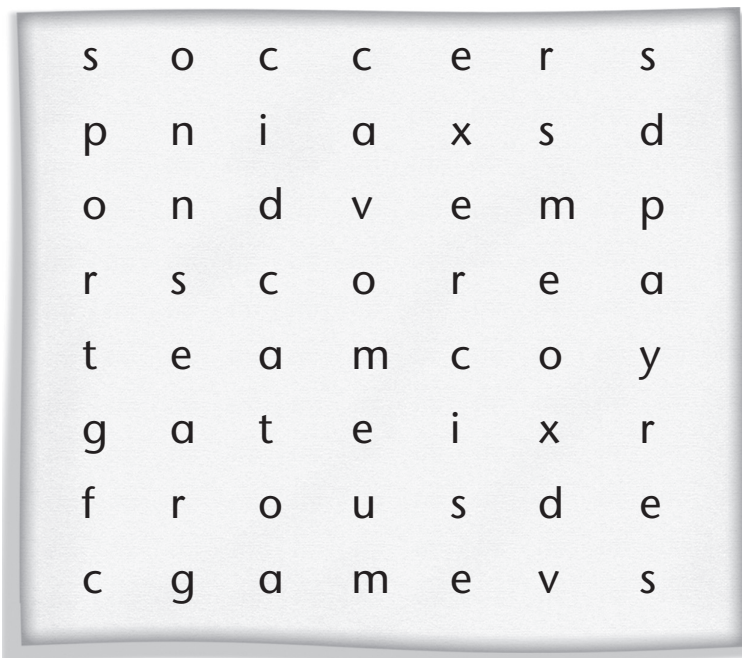 s o c c e r s
p n i a x s d
o n d v e m p
r s c o r e a
t e a m c o y
g a t e i x r
f r o u s d e
c g a m e v s